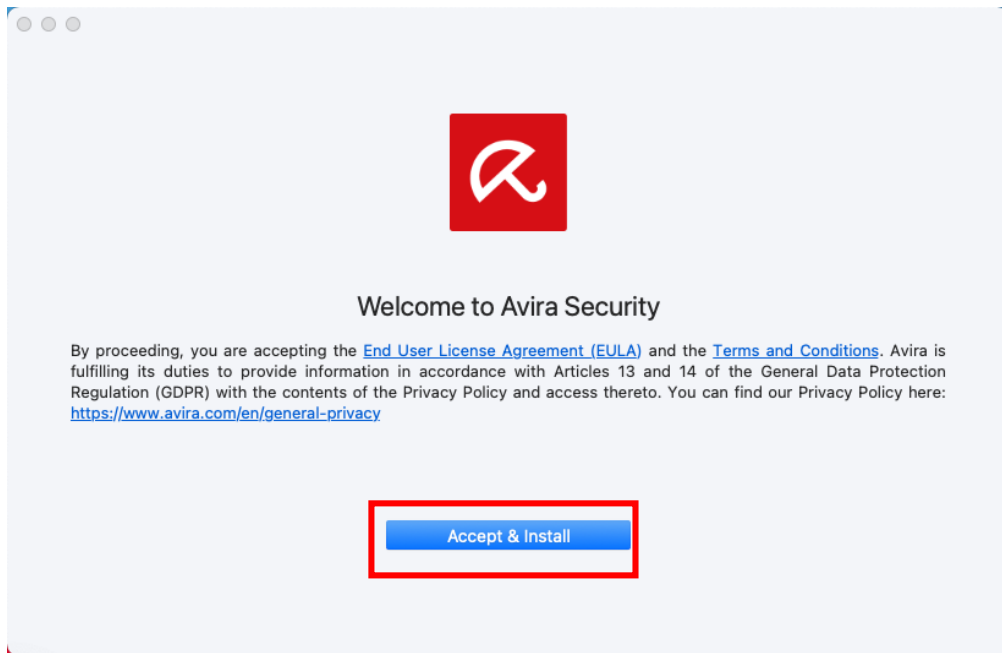 Welcome to Avira Security
By proceeding, you are accepting the End User License Agreement (EULA) and the Terms and Conditions. Avira is
fulfilling its duties to provide information in accordance with Articles 13 and 14 of the General Data Protection
Regulation (GDPR) with the contents of the Privacy Policy and access thereto. You can find our Privacy Policy here:
https://www.avira.com/en/general-privacy
Accept & Install